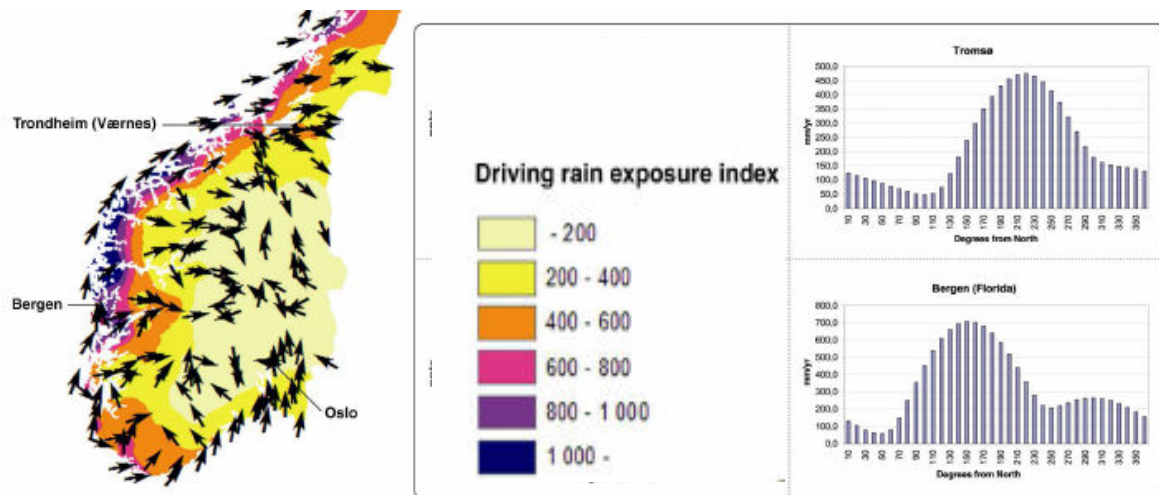 Trondheim (Værnes)
Bergen
Oslo
Driving rain exposure index
- 200
200 - 400
400 - 600
600 - 800
800 - 1 000
1 000 -
Tromsø
mm/yr
500,0
450,0
400,0
350,0
300,0
250,0
200,0
150,0
100,0
50,0
0,0
10 30 50 70 90 110 130 150 170 190 210 230 250 270 290 310 330 350
Degrees from North
Bergen (Florida)
mm/yr
800,0
700,0
600,0
500,0
400,0
300,0
200,0
100,0
0,0
10 30 50 70 90 110 130 150 170 190 210 230 250 270 290 310 330 350
Degrees from North